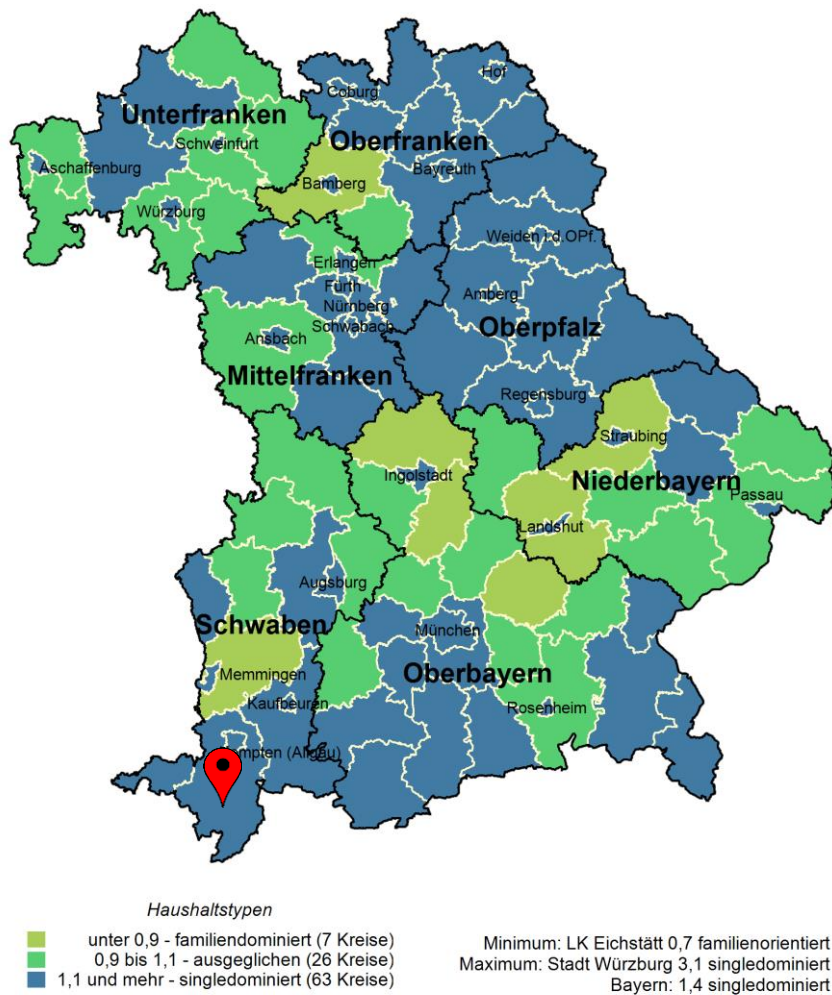 Hof
Coburg
Unterfranken
Oberfranken
Schweinfurt
Aschaffenburg
Bayreuth
Bamberg
Würzburg
Weiden i.d.OPf.
Erlangen
Fürth
Amberg
Nürnberg
Schwabach
Oberpfalz
Ansbach
Mittelfranken
Regensburg
Straubing
Ingolstadt
Niederbayern
Passau
Landshut
Augsburg
Schwaben
München
Oberbayern
Memmingen
Kaufbeuren
Rosenheim
(Allgäu)
Haushaltstypen
unter 0,9 - familiendominiert (7 Kreise)
0,9 bis 1,1 - ausgeglichen (26 Kreise)
1,1 und mehr - singledominiert (63 Kreise)
Minimum: LK Eichstätt 0,7 familienorientiert
Maximum: Stadt Würzburg 3,1 singledominiert
Bayern: 1,4 singledominiert